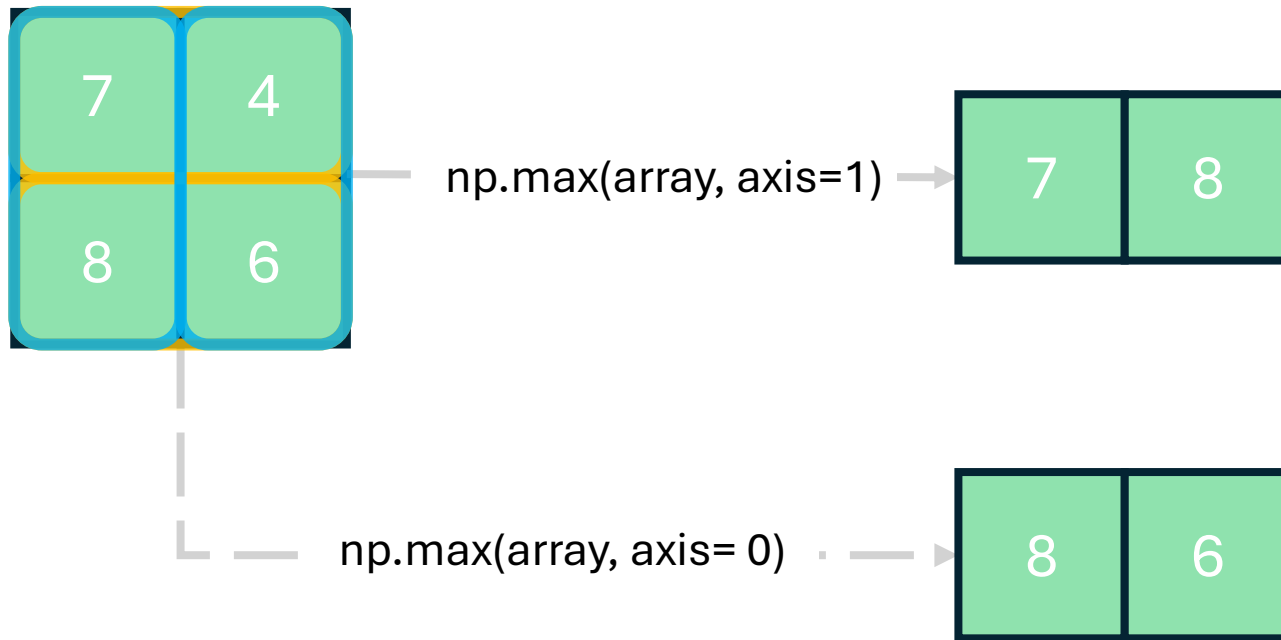 7 4
np.max(array, axis=1)
7 8
8 6
np.max(array, axis= 0)
8 6